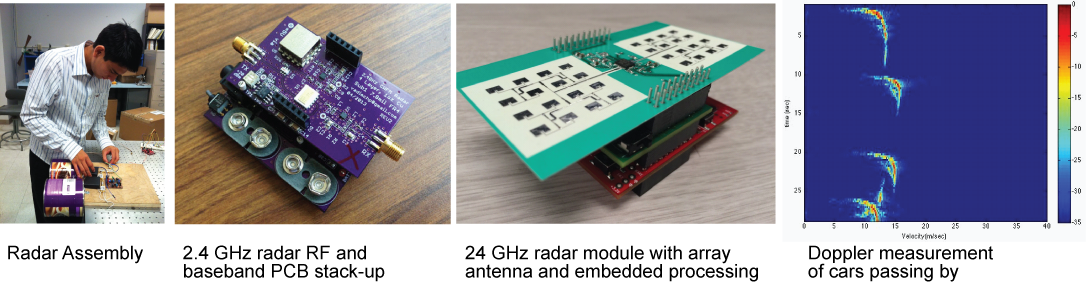 5
10
15
20
25
time (sec)
0
5
10
15
20
25
30
35
40
Velocity(m/sec)
0
-5
-10
-15
-20
-25
-30
-35
Radar Assembly
2.4 GHz radar RF and
baseband PCB stack-up
24 GHz radar module with array
antenna and embedded processing
Doppler measurement
of cars passing by